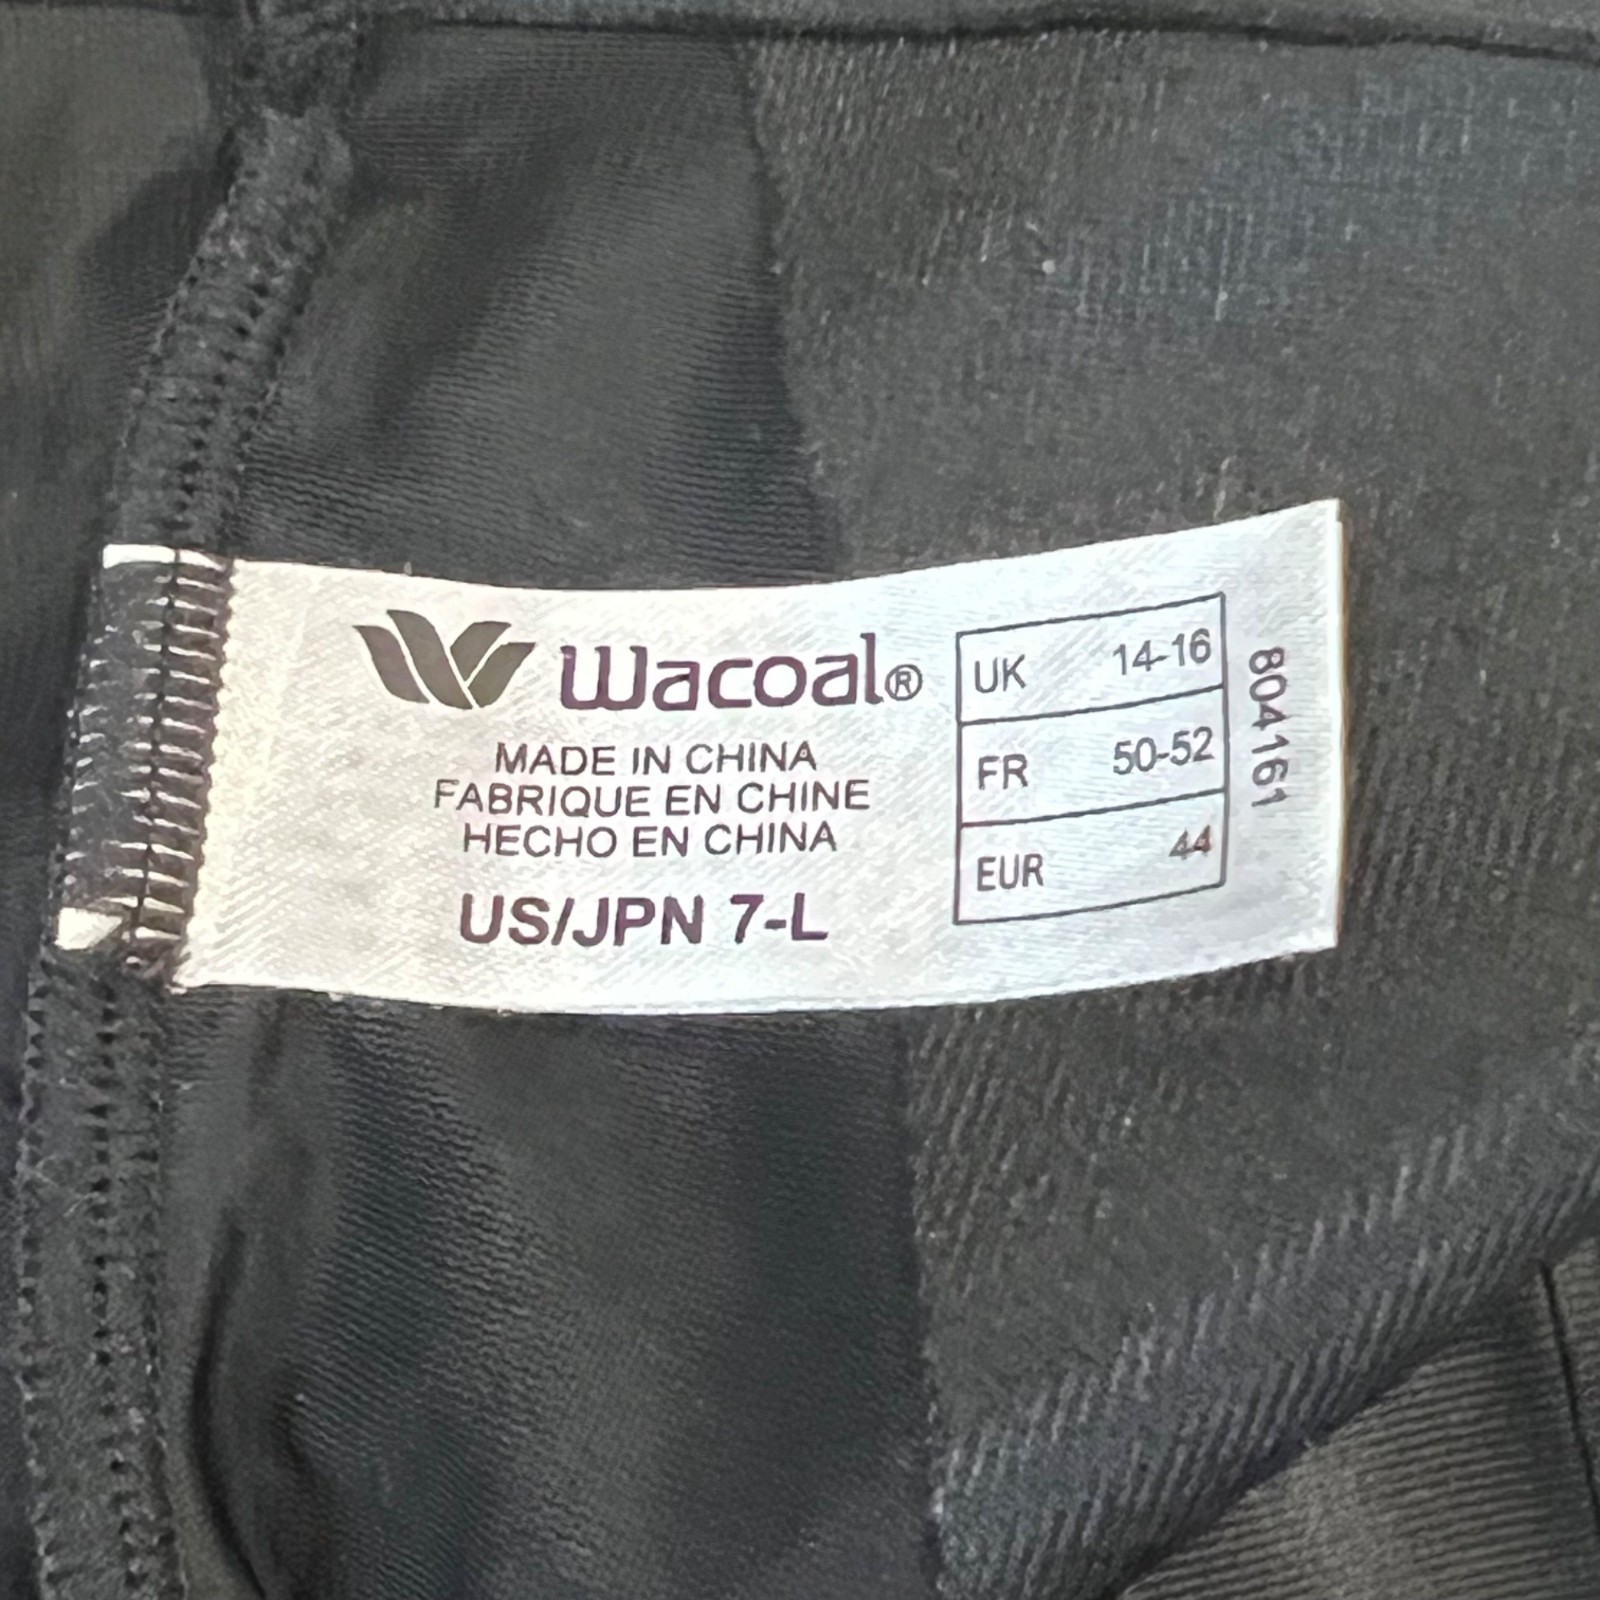 Wacoal®
MADE IN CHINA
FABRIQUE EN CHINE
HECHO EN CHINA
US/JPN 7-L
UK 14-16
FR 50-52
EUR 44
804161